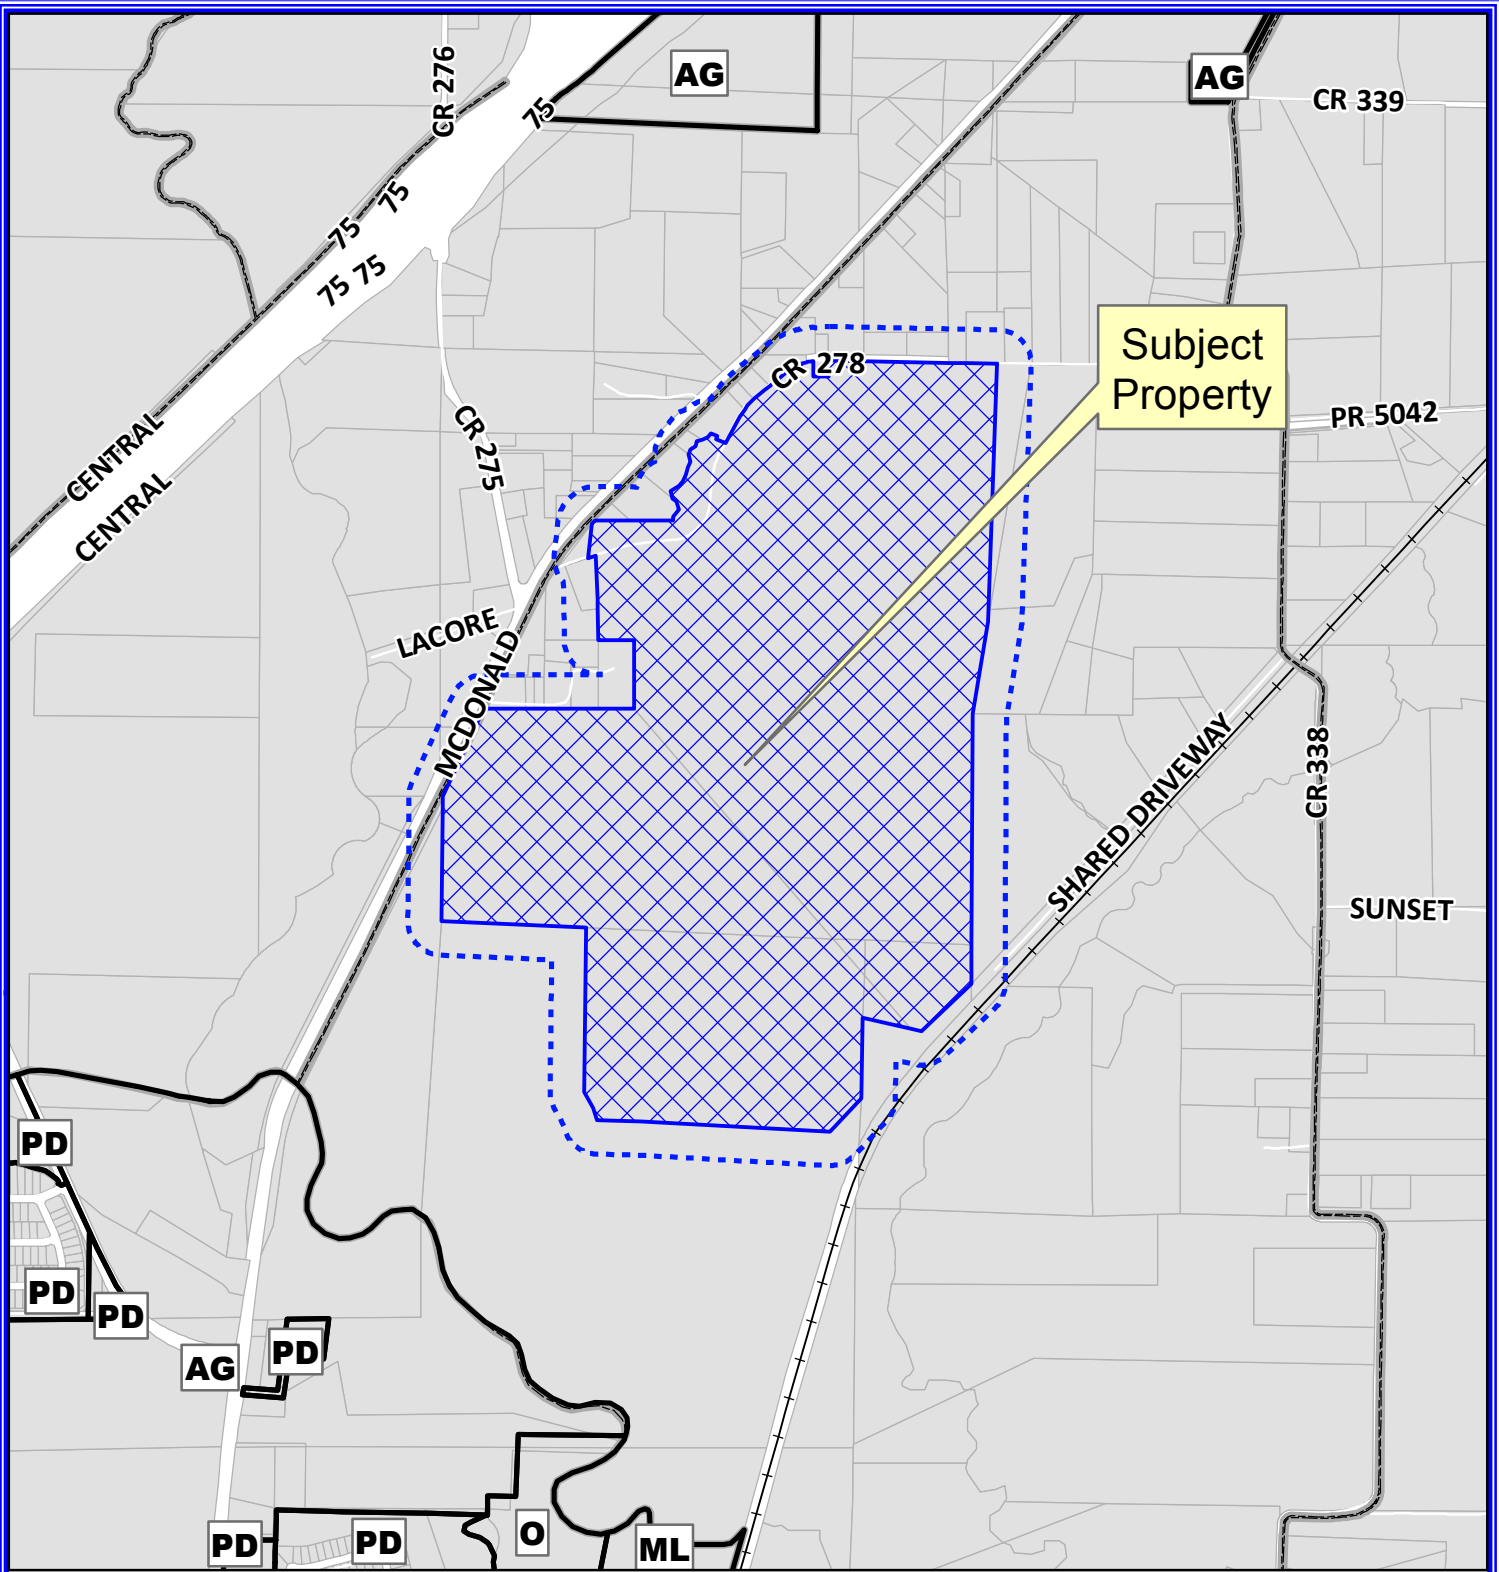 CR 276
75
AG
AG
CR 339
75
75
75
75
Subject
Property
CR 278
CR 275
PR 5042
CENTRAL
CENTRAL
LACORE
MCDONALD
SHARED DRIVEWAY
CR 338
SUNSET
PD
PD
PD
AG
PD
PD
PD
O
ML